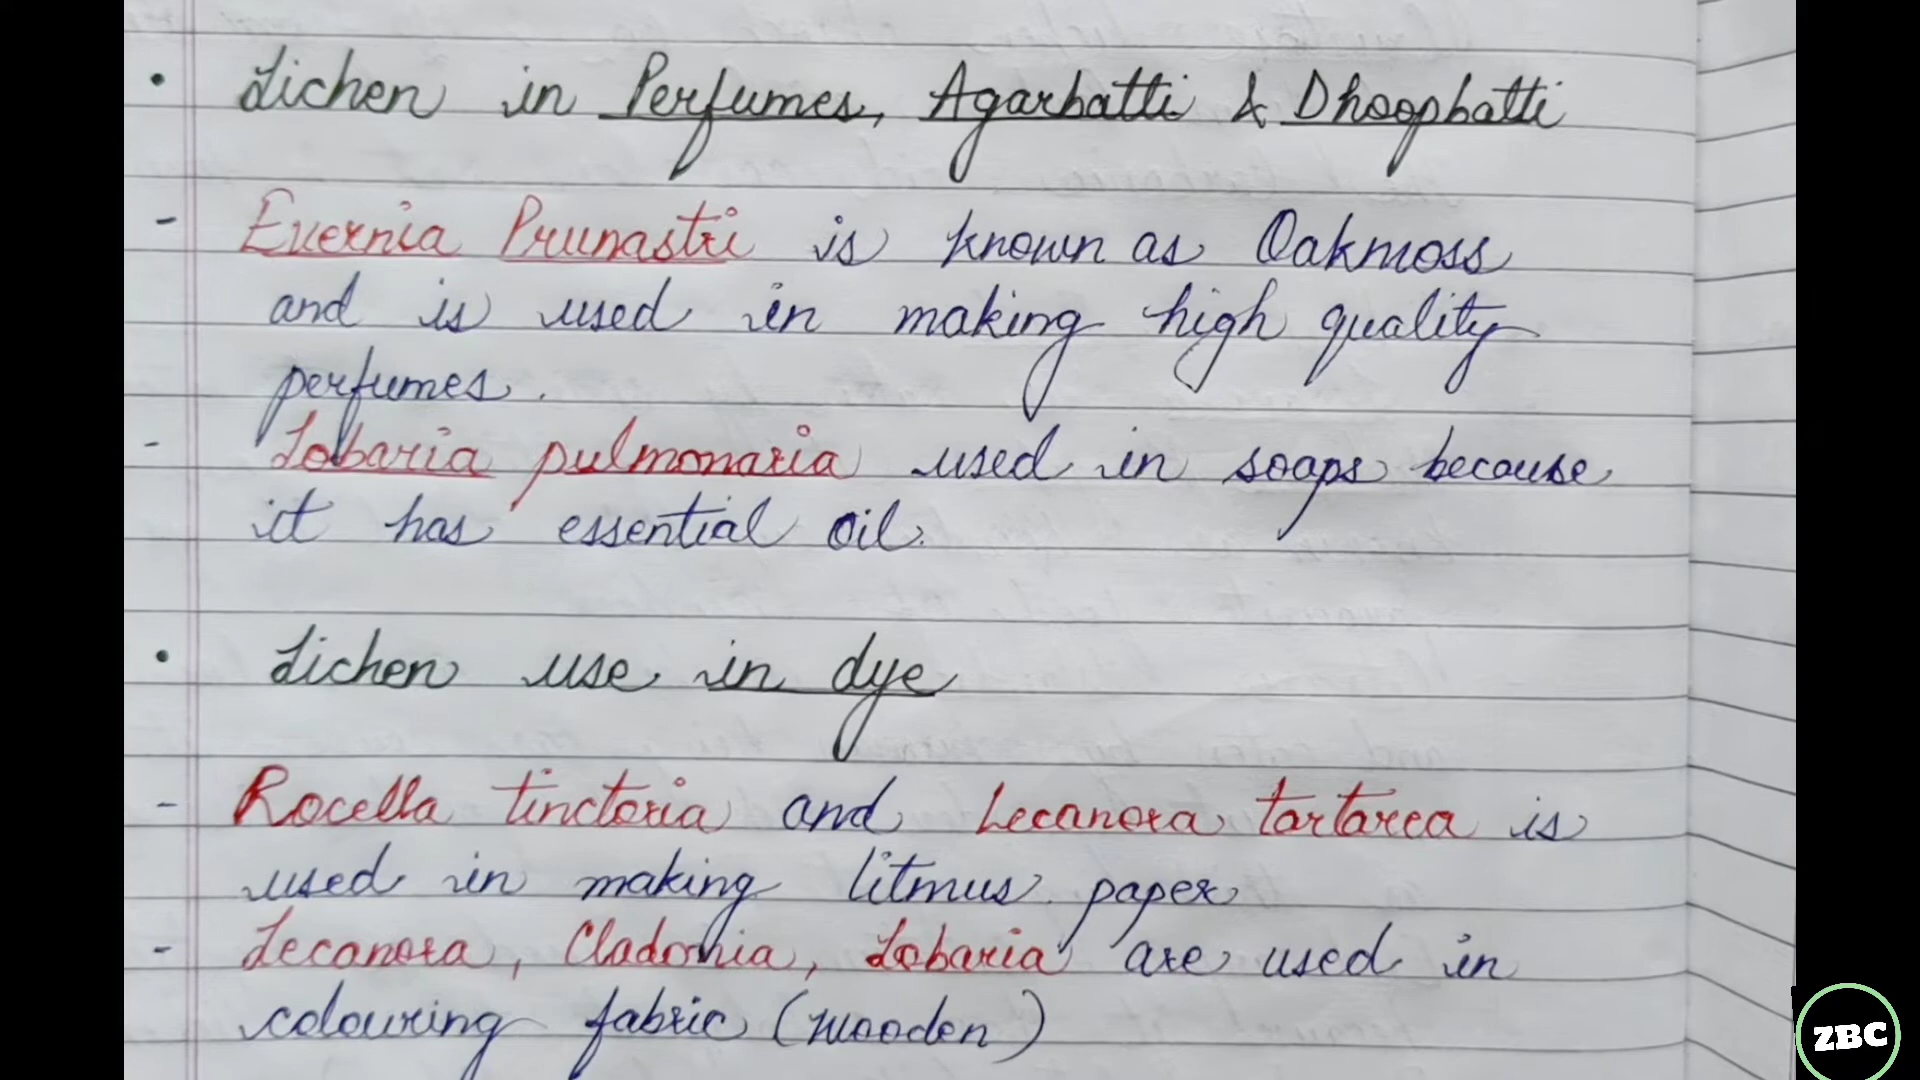 • Lichen in Perfumes, Agarbatti & Dhoopbatti
- Evernia Prunastri is known as Oakmoss
and is used in making high quality
perfumes.
- Lobaria pulmonaria used in soaps because
it has essential oil.
• Lichen use in dye
- Rocella tinctoria and Lecanora tartarea is
used in making litmus paper
- Lecanora, Cladonia, Lobaria are used in
colouring fabric (wooden)
ZBC